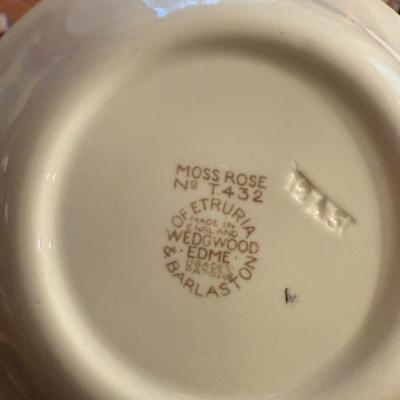 MOSS ROSE
Nº T.432
OF ETRURIA
MADE IN
ENGLAND
WEDGWOOD
· EDME ·
& BARLASTON